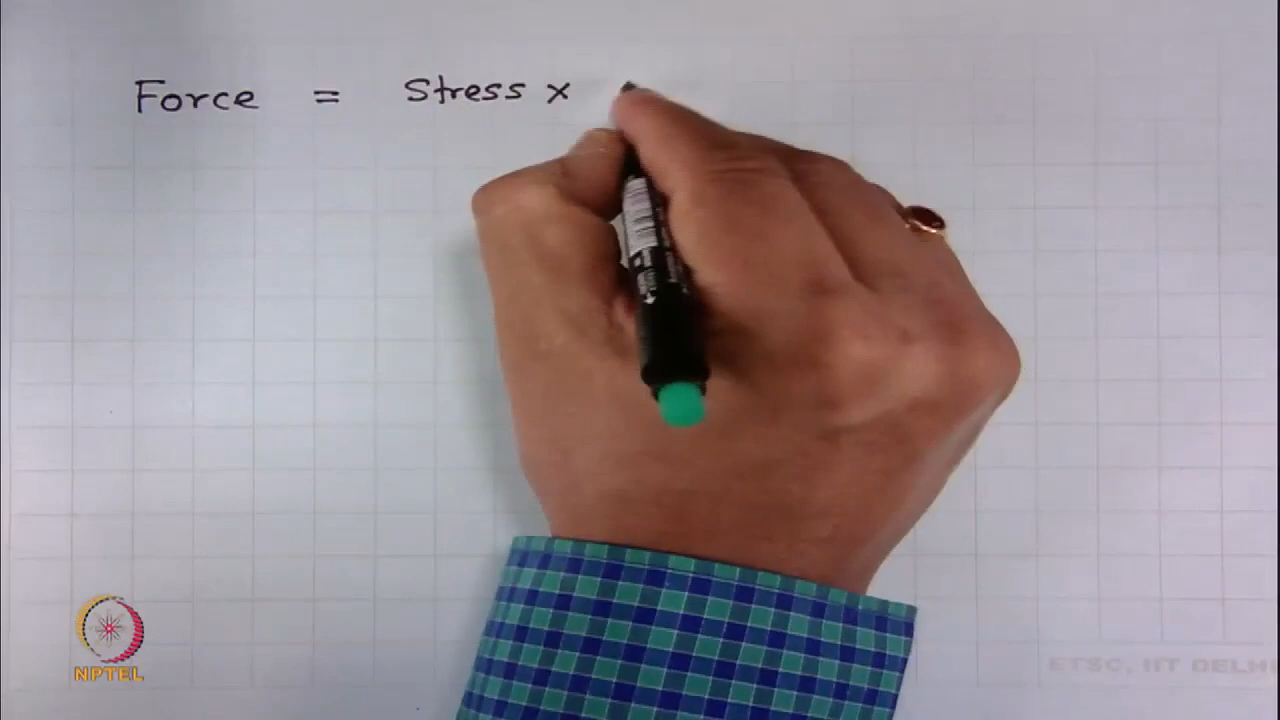 Force = Stress ×
NPTEL
ETSC, IIT DELHI